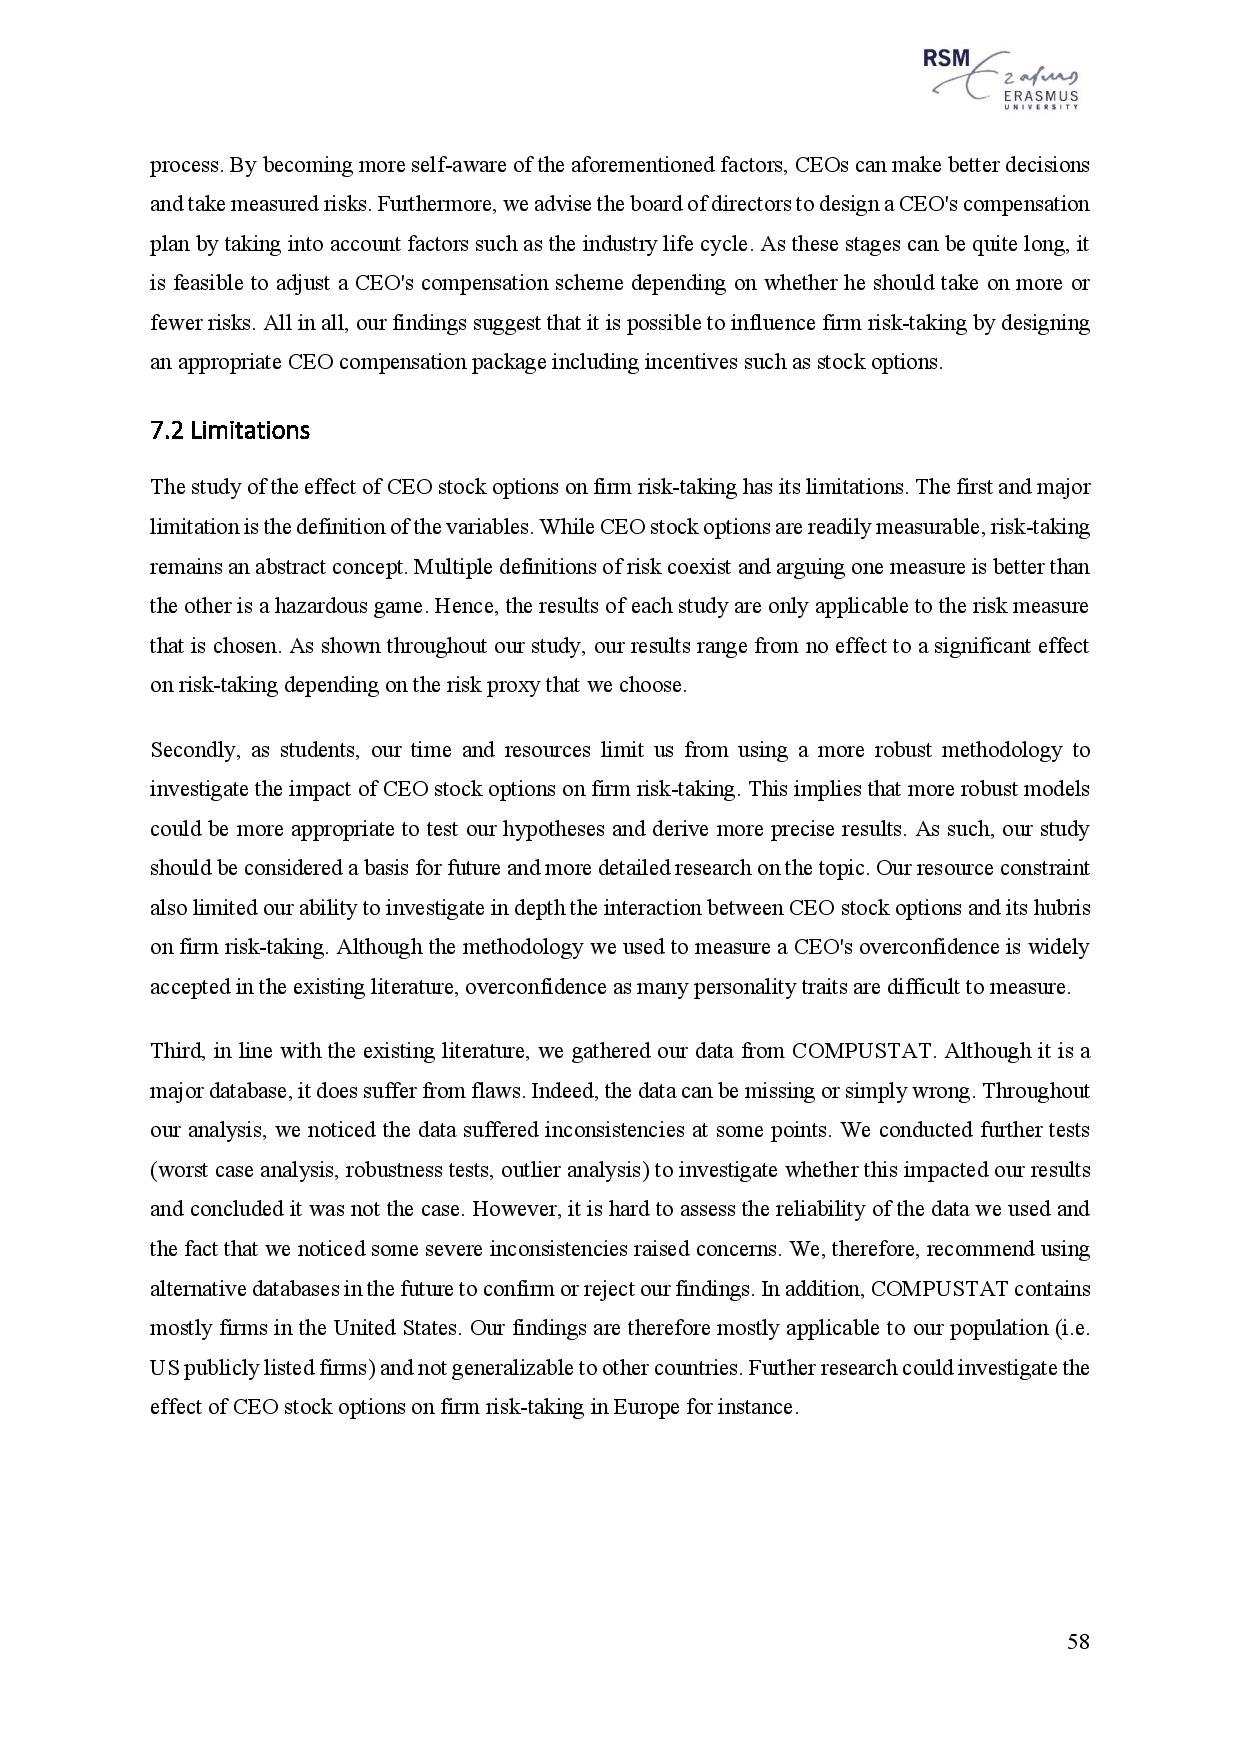 RSM
Erasmus
ERASMUS
UNIVERSITY
process. By becoming more self-aware of the aforementioned factors, CEOs can make better decisions
and take measured risks. Furthermore, we advise the board of directors to design a CEO's compensation
plan by taking into account factors such as the industry life cycle. As these stages can be quite long, it
is feasible to adjust a CEO's compensation scheme depending on whether he should take on more or
fewer risks. All in all, our findings suggest that it is possible to influence firm risk-taking by designing
an appropriate CEO compensation package including incentives such as stock options.
7.2 Limitations
The study of the effect of CEO stock options on firm risk-taking has its limitations. The first and major
limitation is the definition of the variables. While CEO stock options are readily measurable, risk-taking
remains an abstract concept. Multiple definitions of risk coexist and arguing one measure is better than
the other is a hazardous game. Hence, the results of each study are only applicable to the risk measure
that is chosen. As shown throughout our study, our results range from no effect to a significant effect
on risk-taking depending on the risk proxy that we choose.
Secondly, as students, our time and resources limit us from using a more robust methodology to
investigate the impact of CEO stock options on firm risk-taking. This implies that more robust models
could be more appropriate to test our hypotheses and derive more precise results. As such, our study
should be considered a basis for future and more detailed research on the topic. Our resource constraint
also limited our ability to investigate in depth the interaction between CEO stock options and its hubris
on firm risk-taking. Although the methodology we used to measure a CEO's overconfidence is widely
accepted in the existing literature, overconfidence as many personality traits are difficult to measure.
Third, in line with the existing literature, we gathered our data from COMPUSTAT. Although it is a
major database, it does suffer from flaws. Indeed, the data can be missing or simply wrong. Throughout
our analysis, we noticed the data suffered inconsistencies at some points. We conducted further tests
(worst case analysis, robustness tests, outlier analysis) to investigate whether this impacted our results
and concluded it was not the case. However, it is hard to assess the reliability of the data we used and
the fact that we noticed some severe inconsistencies raised concerns. We, therefore, recommend using
alternative databases in the future to confirm or reject our findings. In addition, COMPUSTAT contains
mostly firms in the United States. Our findings are therefore mostly applicable to our population (i.e.
US publicly listed firms) and not generalizable to other countries. Further research could investigate the
effect of CEO stock options on firm risk-taking in Europe for instance.
58